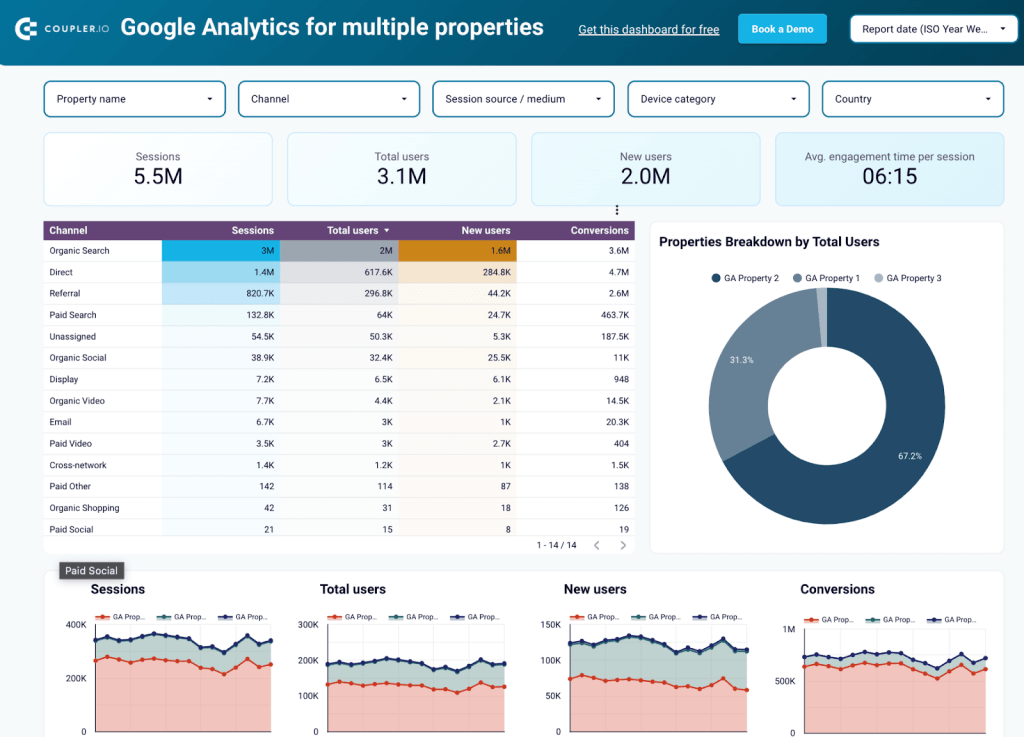 COUPLER.IO Google Analytics for multiple properties Get this dashboard for free Book a Demo Report date (ISO Year We...
Property name Channel Session source / medium Device category Country
Sessions Total users New users Avg. engagement time per session
5.5M 3.1M 2.0M 06:15
Channel Sessions Total users New users Conversions
Organic Search 3M 2M 1.6M 3.6M
Direct 1.4M 617.6K 284.8K 4.7M
Referral 820.7K 296.8K 44.2K 2.6M
Paid Search 132.8K 64K 24.7K 463.7K
Unassigned 54.5K 50.3K 5.3K 187.5K
Organic Social 38.9K 32.4K 25.5K 11K
Display 7.2K 6.5K 6.1K 948
Organic Video 7.7K 4.4K 2.1K 14.5K
Email 6.7K 3K 1K 20.3K
Paid Video 3.5K 3K 2.7K 404
Cross-network 1.4K 1.2K 1K 1.5K
Paid Other 142 114 87 138
Organic Shopping 42 31 18 126
Paid Social 21 15 8 19
1 - 14 / 14
Properties Breakdown by Total Users
GA Property 2 GA Property 1 GA Property 3
31.3%
67.2%
Paid Social
Sessions
GA Prop... GA Prop... GA Prop...
400K
200K
0
Total users
GA Prop... GA Prop... GA Prop...
300K
200K
100K
0
New users
GA Prop... GA Prop... GA Prop...
150K
100K
50K
0
Conversions
GA Prop... GA Prop... GA Prop...
1M
500K
0